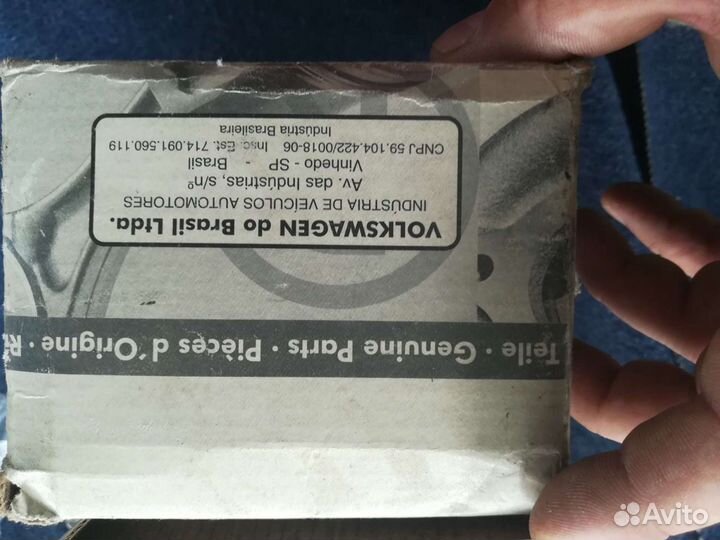 Teile · Genuine Parts · Pièces d'Origine ·
VOLKSWAGEN do Brasil Ltda.
INDÚSTRIA DE VEÍCULOS AUTOMOTORES
Av. das Indústrias, s/nº
Vinhedo - SP - Brasil
CNPJ 59.104.422/0018-06 Insc. Est. 714.091.560.119
Indústria Brasileira
Avito